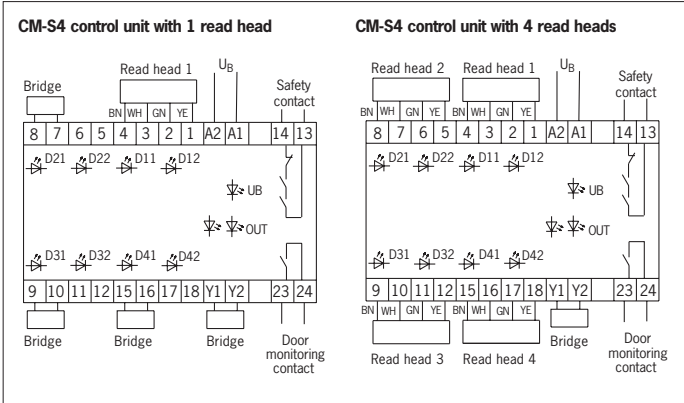 CM-S4 control unit with 1 read head
Bridge
Read head 1
UB
Safety
contact
BN WH GN YE
8 7 6 5 4 3 2 1 A2 A1 14 13
D21 D22 D11 D12
UB
OUT
D31 D32 D41 D42
9 10 11 12 15 16 17 18 Y1 Y2 23 24
Bridge
Bridge
Bridge
Door
monitoring
contact
CM-S4 control unit with 4 read heads
Read head 2
Read head 1
UB
Safety
contact
BN WH GN YE BN WH GN YE
8 7 6 5 4 3 2 1 A2 A1 14 13
D21 D22 D11 D12
UB
OUT
D31 D32 D41 D42
9 10 11 12 15 16 17 18 Y1 Y2 23 24
BN WH GN YE BN WH GN YE
Read head 3
Read head 4
Bridge
Door
monitoring
contact